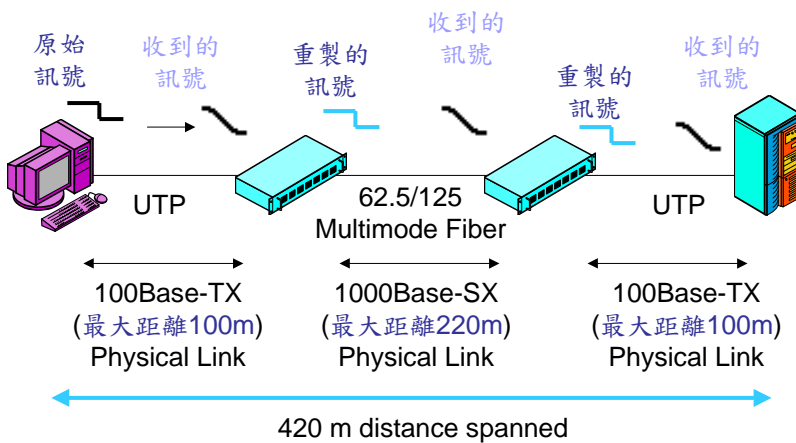 原始
訊號
收到的
訊號
重製的
訊號
收到的
訊號
重製的
訊號
收到的
訊號
UTP
62.5/125
Multimode Fiber
UTP
100Base-TX
(最大距離100m)
Physical Link
1000Base-SX
(最大距離220m)
Physical Link
100Base-TX
(最大距離100m)
Physical Link
420 m distance spanned